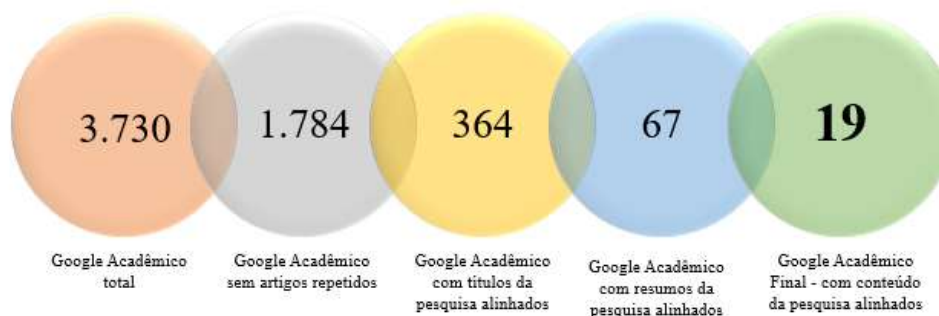 3.730
1.784
364
67
19
Google Acadêmico
total
Google Acadêmico
sem artigos repetidos
Google Acadêmico
com títulos da
pesquisa alinhados
Google Acadêmico
com resumos da
pesquisa alinhados
Google Acadêmico
Final - com conteúdo
da pesquisa alinhados